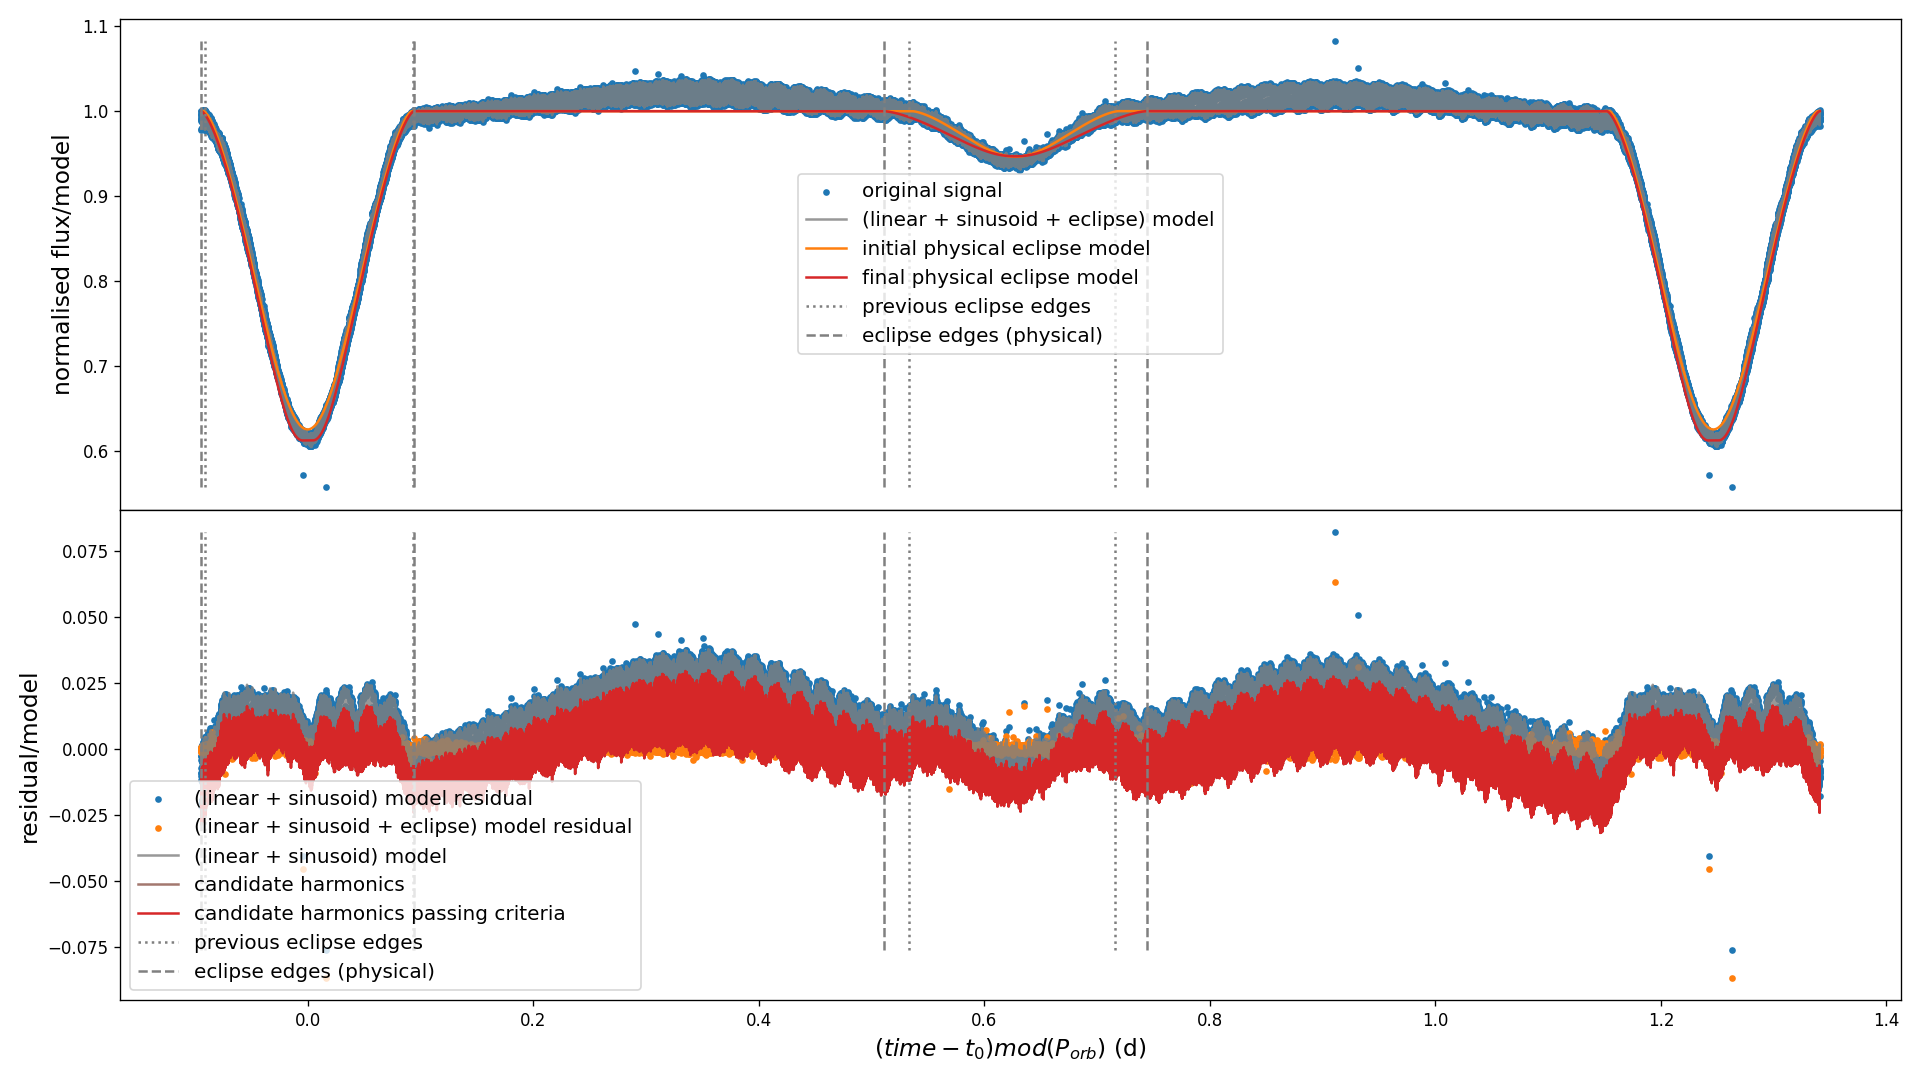 1.1
1.0
0.9
0.8
0.7
0.6
normalised flux/model
original signal
(linear + sinusoid + eclipse) model
initial physical eclipse model
final physical eclipse model
previous eclipse edges
eclipse edges (physical)
0.075
0.050
0.025
0.000
−0.025
−0.050
−0.075
residual/model
(linear + sinusoid) model residual
(linear + sinusoid + eclipse) model residual
(linear + sinusoid) model
candidate harmonics
candidate harmonics passing criteria
previous eclipse edges
eclipse edges (physical)
0.0 0.2 0.4 0.6 0.8 1.0 1.2 1.4
(time − t₀)mod(P_orb) (d)